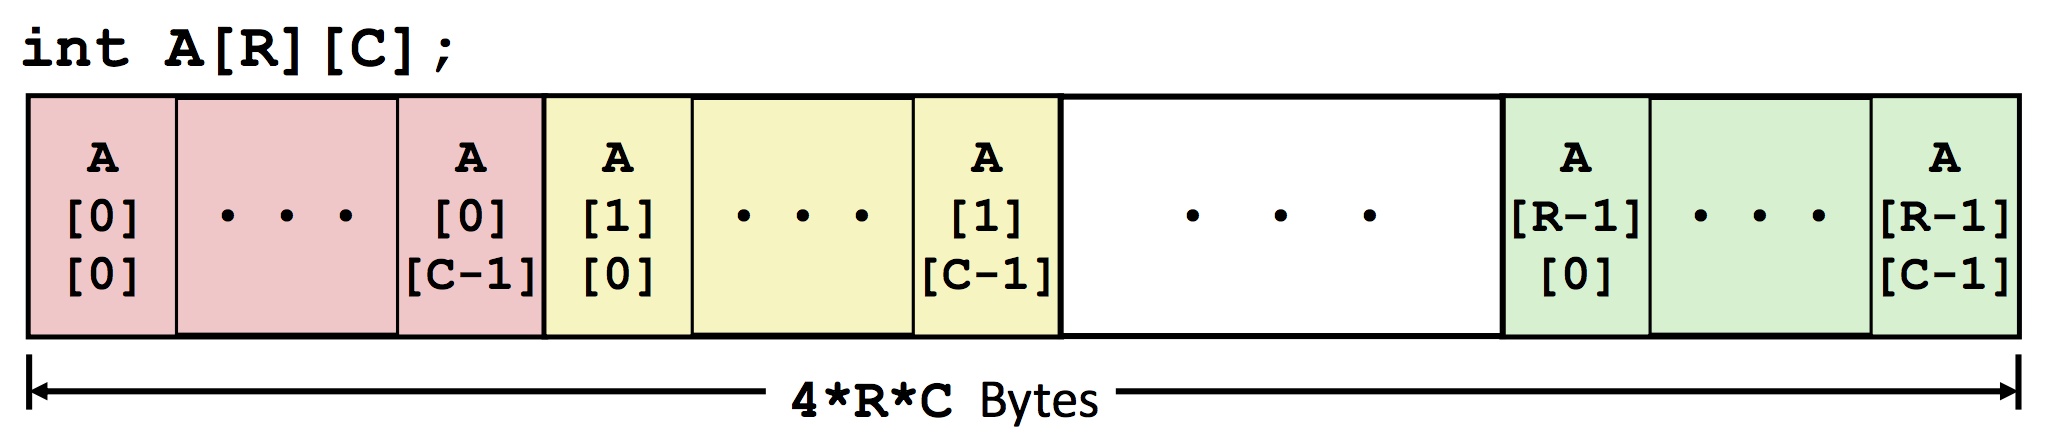 int A[R][C];
A • • • A A • • • A • • • A • • • A
[0] [0] [1] [1] [R-1] [R-1]
[0] [C-1] [0] [C-1] [0] [C-1]
4*R*C Bytes